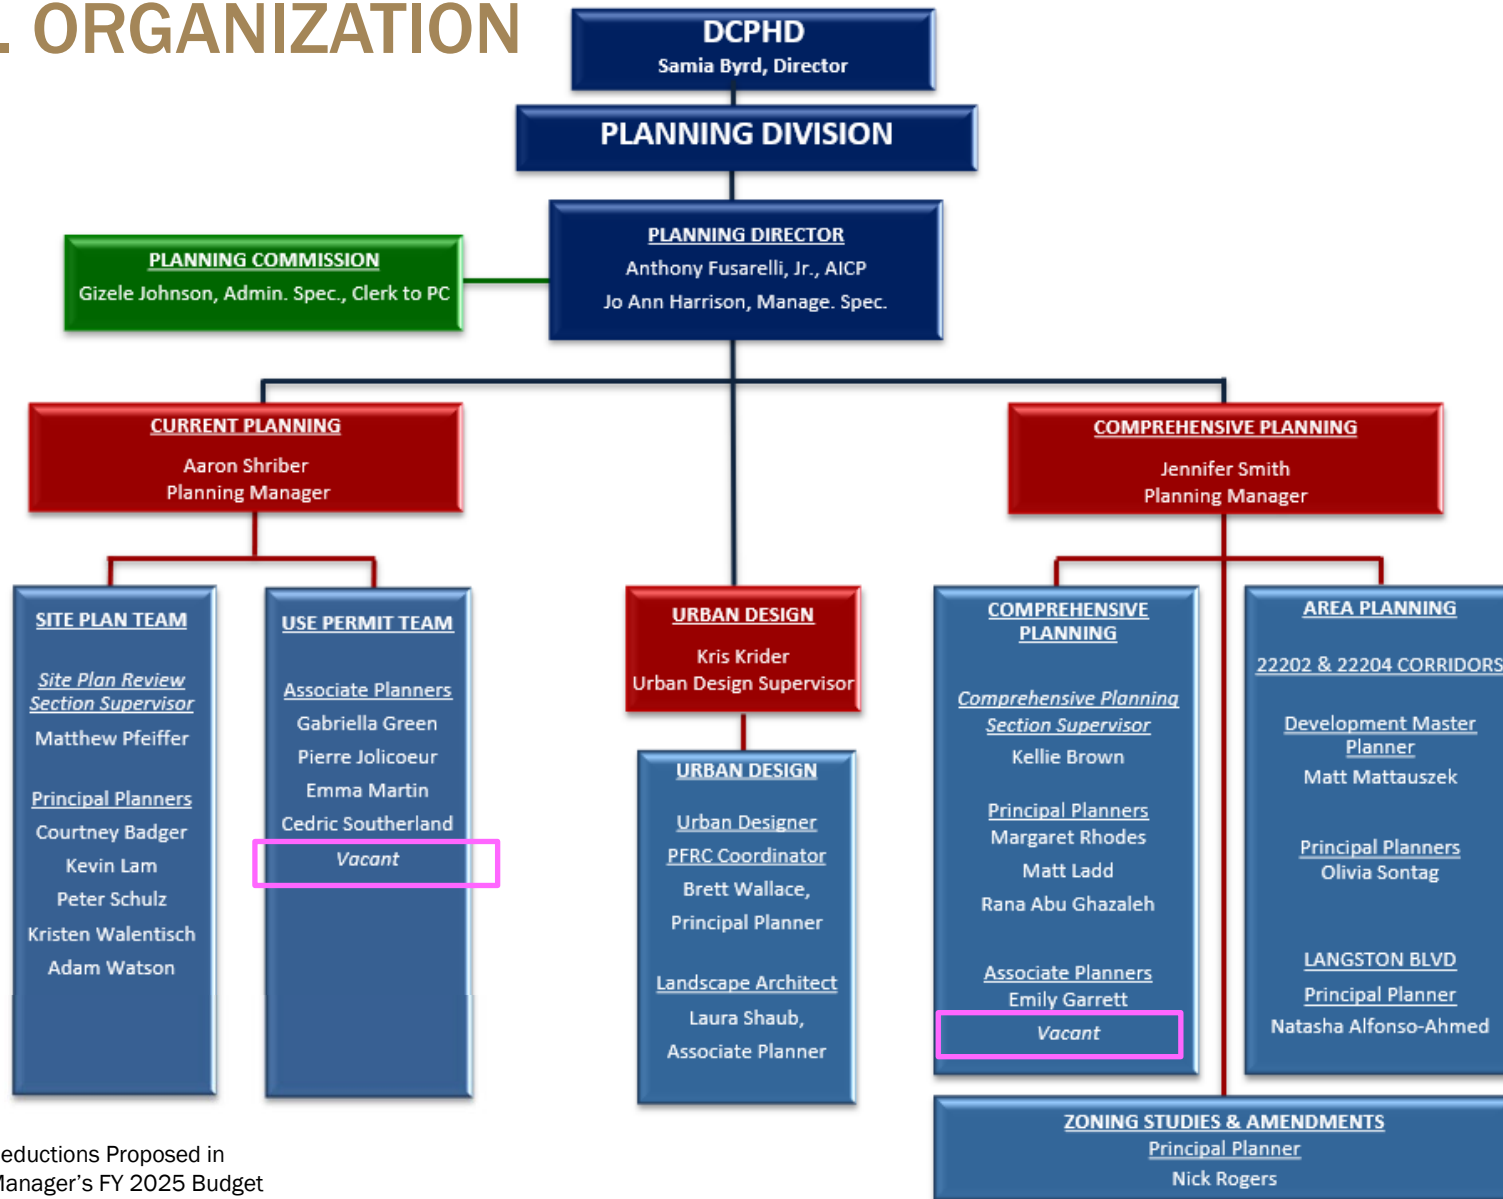 . ORGANIZATION
DCPHD
Samia Byrd, Director
PLANNING DIVISION
PLANNING DIRECTOR
Anthony Fusarelli, Jr., AICP
Jo Ann Harrison, Manage. Spec.
PLANNING COMMISSION
Gizele Johnson, Admin. Spec., Clerk to PC
CURRENT PLANNING
Aaron Shriber
Planning Manager
COMPREHENSIVE PLANNING
Jennifer Smith
Planning Manager
SITE PLAN TEAM
Site Plan Review
Section Supervisor
Matthew Pfeiffer
Principal Planners
Courtney Badger
Kevin Lam
Peter Schulz
Kristen Walentisch
Adam Watson
USE PERMIT TEAM
Associate Planners
Gabriella Green
Pierre Jolicoeur
Emma Martin
Cedric Southerland
Vacant
URBAN DESIGN
Kris Krider
Urban Design Supervisor
URBAN DESIGN
Urban Designer
PFRC Coordinator
Brett Wallace,
Principal Planner
Landscape Architect
Laura Shaub,
Associate Planner
COMPREHENSIVE
PLANNING
Comprehensive Planning
Section Supervisor
Kellie Brown
Principal Planners
Margaret Rhodes
Matt Ladd
Rana Abu Ghazaleh
Associate Planners
Emily Garrett
Vacant
AREA PLANNING
22202 & 22204 CORRIDORS
Development Master
Planner
Matt Mattauszek
Principal Planners
Olivia Sontag
LANGSTON BLVD
Principal Planner
Natasha Alfonso-Ahmed
ZONING STUDIES & AMENDMENTS
Principal Planner
Nick Rogers
eductions Proposed in
Manager's FY 2025 Budget